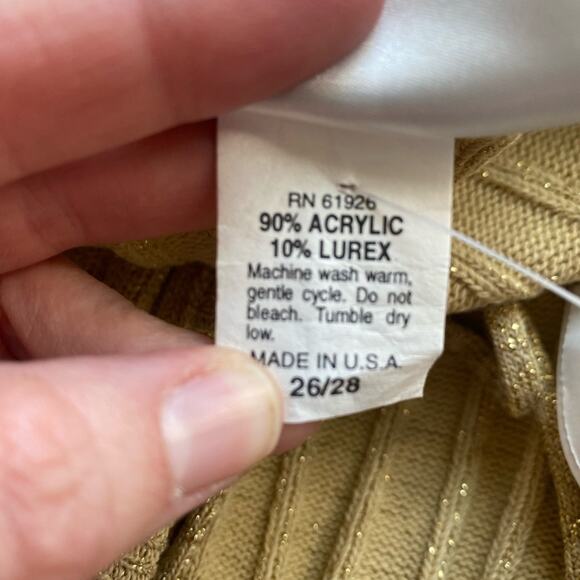 RN 61926
90% ACRYLIC
10% LUREX
Machine wash warm,
gentle cycle. Do not
bleach. Tumble dry
low.
MADE IN U.S.A.
26/28